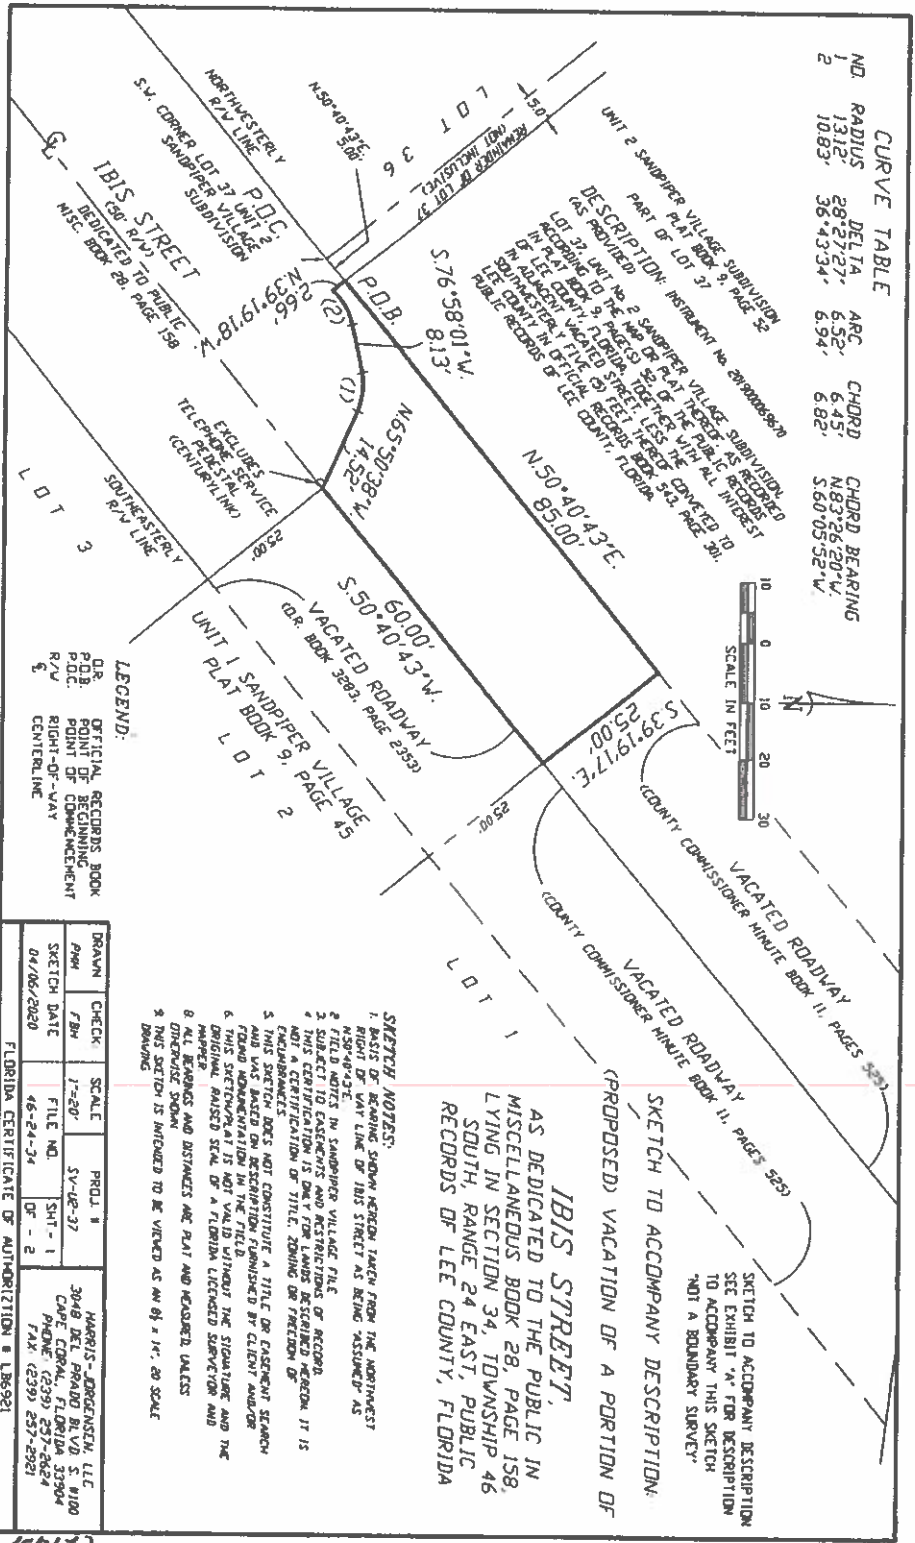 CURVE TABLE
NO. RADIUS DELTA ARC CHORD CHORD BEARING
1 13.12' 28°27'27" 6.52' 6.45' N.83°26'20"W.
2 10.83' 36°43'34" 6.94' 6.82' S.60°05'52"W.
10 0 10 20 30
SCALE IN FEET
N
UNIT 2 SANDPIPER VILLAGE SUBDIVISION
PLAT BOOK 9, PAGE 52
PART OF LOT 37
DESCRIPTION: INSTRUMENT No. 2019000069670
(AS PROVIDED)
LOT 37, UNIT No. 2 SANDPIPER VILLAGE SUBDIVISION,
ACCORDING TO THE MAP OR PLAT THEREOF, AS RECORDED
IN PLAT BOOK 9, PAGE(S) 52, OF THE PUBLIC RECORDS
OF LEE COUNTY, FLORIDA, TOGETHER WITH ALL INTEREST
IN ADJACENT VACATED STREET, LESS THE
SOUTHWESTERLY FIVE (5) FEET THEREOF CONVEYED TO
LEE COUNTY IN OFFICIAL RECORDS BOOK 543, PAGE 301,
PUBLIC RECORDS OF LEE COUNTY, FLORIDA.
5.0'
REMAINDER OF LOT 37
(NOT INCLUSIVE)
LOT 36
N.50°40'43"E.
5.00'
NORTHWESTERLY
R/W LINE
P.O.C.
S.W. CORNER LOT 37 UNIT 2
SANDPIPER VILLAGE
SUBDIVISION
P.O.B.
N.39°19'18"W.
2.66'
(2)
(1)
S.76°58'01"W.
8.13'
N65°50'38"W.
14.52'
N.50°40'43"E.
85.00'
S.39°19'17"E.
25.00'
60.00'
S.50°40'43"W.
IBIS STREET
(50' R/W)
DEDICATED TO PUBLIC
MISC. BOOK 28, PAGE 158
EXCLUDES
TELEPHONE SERVICE
PEDESTAL
(CENTURYLINK)
25.00'
SOUTHEASTERLY
R/W LINE
LOT 3
VACATED ROADWAY
(O.R. BOOK 3283, PAGE 2353)
UNIT 1 SANDPIPER VILLAGE
PLAT BOOK 9, PAGE 45
LOT 2
25.00'
LOT 1
VACATED ROADWAY
(COUNTY COMMISSIONER MINUTE BOOK 11, PAGES 525)
VACATED ROADWAY
(COUNTY COMMISSIONER MINUTE BOOK 11, PAGES 525)
SKETCH TO ACCOMPANY DESCRIPTION
SEE EXHIBIT "A" FOR DESCRIPTION
TO ACCOMPANY THIS SKETCH
"NOT A BOUNDARY SURVEY"
SKETCH TO ACCOMPANY DESCRIPTION:
(PROPOSED) VACATION OF A PORTION OF
IBIS STREET,
AS DEDICATED TO THE PUBLIC IN
MISCELLANEOUS BOOK 28, PAGE 158,
LYING IN SECTION 34, TOWNSHIP 46
SOUTH, RANGE 24 EAST, PUBLIC
RECORDS OF LEE COUNTY, FLORIDA
SKETCH NOTES:
1. BASIS OF BEARING SHOWN HEREON TAKEN FROM THE NORTHWEST
RIGHT OF WAY LINE OF IBIS STREET AS BEING "ASSUMED" AS
N50°40'43"E.
2 FIELD NOTES IN SANDPIPER VILLAGE FILE
3. SUBJECT TO EASEMENTS AND RESTRICTIONS OF RECORD.
4 THIS CERTIFICATION IS ONLY FOR LANDS DESCRIBED HEREON. IT IS
NOT A CERTIFICATION OF TITLE, ZONING OR FREEDOM OF
ENCUMBRANCES
5. THIS SKETCH DOES NOT CONSTITUTE A TITLE OR EASEMENT SEARCH
AND WAS BASED ON DESCRIPTION FURNISHED BY CLIENT AND/OR
FOUND MONUMENTATION IN THE FIELD.
6. THIS SKETCH/PLAT IS NOT VALID WITHOUT THE SIGNATURE AND THE
ORIGINAL RAISED SEAL OF A FLORIDA LICENSED SURVEYOR AND
MAPPER.
8. ALL BEARINGS AND DISTANCES ARE PLAT AND MEASURED, UNLESS
OTHERWISE SHOWN
9. THIS SKETCH IS INTENDED TO BE VIEWED AS AN 8½ x 14", 20 SCALE
DRAWING
LEGEND:
O.R. OFFICIAL RECORDS BOOK
P.O.B. POINT OF BEGINNING
P.O.C. POINT OF COMMENCEMENT
R/W RIGHT-OF-WAY
℄ CENTERLINE
DRAWN CHECK SCALE PROJ. #
PMM FBH 1"=20' SV-U2-37
SKETCH DATE FILE NO. SHT - 1
04/06/2020 46-24-34 OF - 2
HARRIS-JORGENSEN, LLC
3048 DEL PRADO BLVD S. #100
CAPE CORAL, FLORIDA 33904
PHONE: (239) 257-2624
FAX: (239) 257-2921
FLORIDA CERTIFICATE OF AUTHORIZATION # LB6921